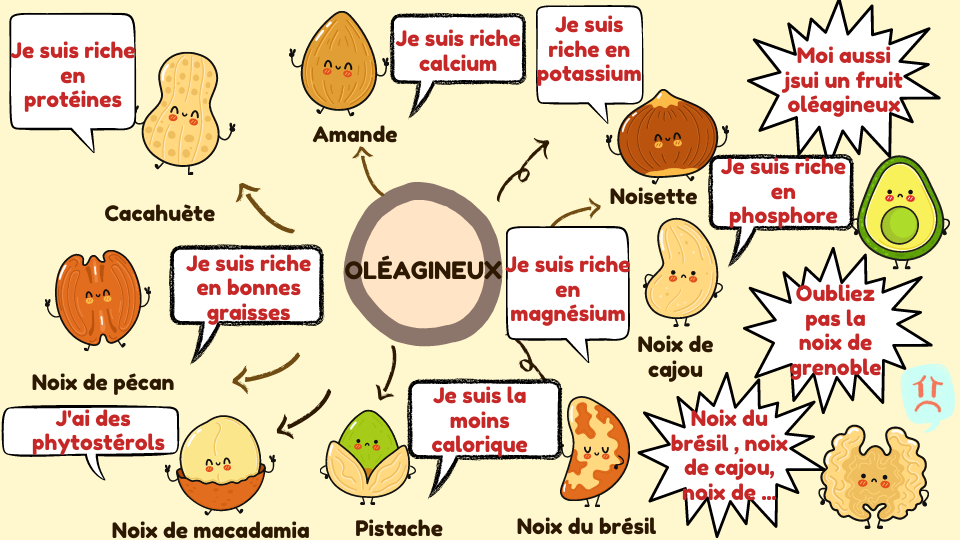 Je suis riche
en
protéines
Cacahuète
Je suis riche
calcium
Amande
Je suis
riche en
potassium
Noisette
Moi aussi
jsui un fruit
oléagineux
Je suis riche
en
phosphore
OLÉAGINEUX
Je suis riche
en bonnes
graisses
Noix de pécan
Je suis riche
en
magnésium
Noix de
cajou
Oubliez
pas la
noix de
grenoble
J'ai des
phytostérols
Noix de macadamia
Je suis la
moins
calorique
Pistache
Noix du brésil
Noix du
brésil , noix
de cajou,
noix de ...